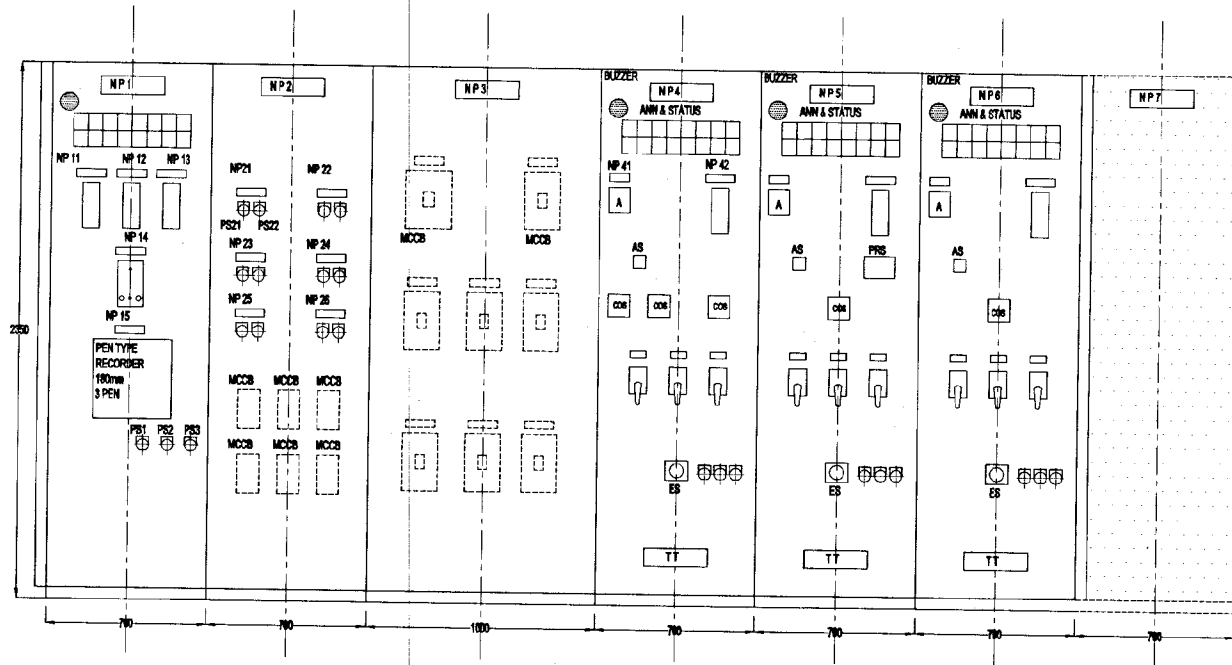 NP1
NP2
NP3
BUZZER
NP4
ANN & STATUS
BUZZER
NP5
ANN & STATUS
BUZZER
NP6
ANN & STATUS
NP7
NP 11
NP 12
NP 13
NP 14
NP 15
PEN TYPE
RECORDER
180mm
3 PEN
PS1
PS2
PS3
NP21
NP 22
PS21
PS22
NP 23
NP 24
NP 25
NP 26
MCCB
MCCB
MCCB
MCCB
MCCB
MCCB
MCCB
MCCB
NP 41
NP 42
A
AS
COS
COS
COS
ES
TT
A
AS
PRS
COS
ES
TT
A
AS
COS
ES
TT
2350
700
700
1000
700
700
700
700